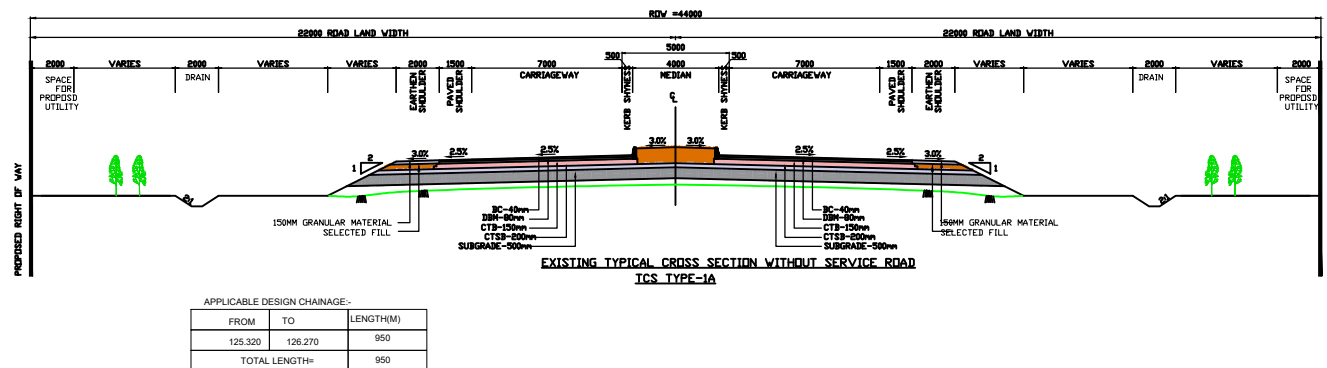 ROW =44000
22000 ROAD LAND WIDTH
22000 ROAD LAND WIDTH
5000
500
500
2000
VARIES
2000
VARIES
VARIES
2000
1500
7000
4000
7000
1500
2000
VARIES
VARIES
2000
VARIES
2000
SPACE
FOR
PROPOSD
UTILITY
DRAIN
EARTHEN
SHOULDER
PAVED
SHOULDER
CARRIAGEWAY
KERB SHYNESS
MEDIAN
KERB SHYNESS
CARRIAGEWAY
PAVED
SHOULDER
EARTHEN
SHOULDER
DRAIN
SPACE
FOR
PROPOSD
UTILITY
3.0%
3.0%
2
1
3.0%
2.5%
2.5%
2.5%
2.5%
3.0%
2
1
2:1
2:1
PROPOSED RIGHT OF WAY
150MM GRANULAR MATERIAL
SELECTED FILL
BC-40mm
DBM-80mm
CTB-150mm
CTSB-200mm
SUBGRADE-500mm
BC-40mm
DBM-80mm
CTB-150mm
CTSB-200mm
SUBGRADE-500mm
150MM GRANULAR MATERIAL
SELECTED FILL
EXISTING TYPICAL CROSS SECTION WITHOUT SERVICE ROAD
TCS TYPE-1A
APPLICABLE DESIGN CHAINAGE:-
FROM TO LENGTH(M)
125.320 126.270 950
TOTAL LENGTH= 950